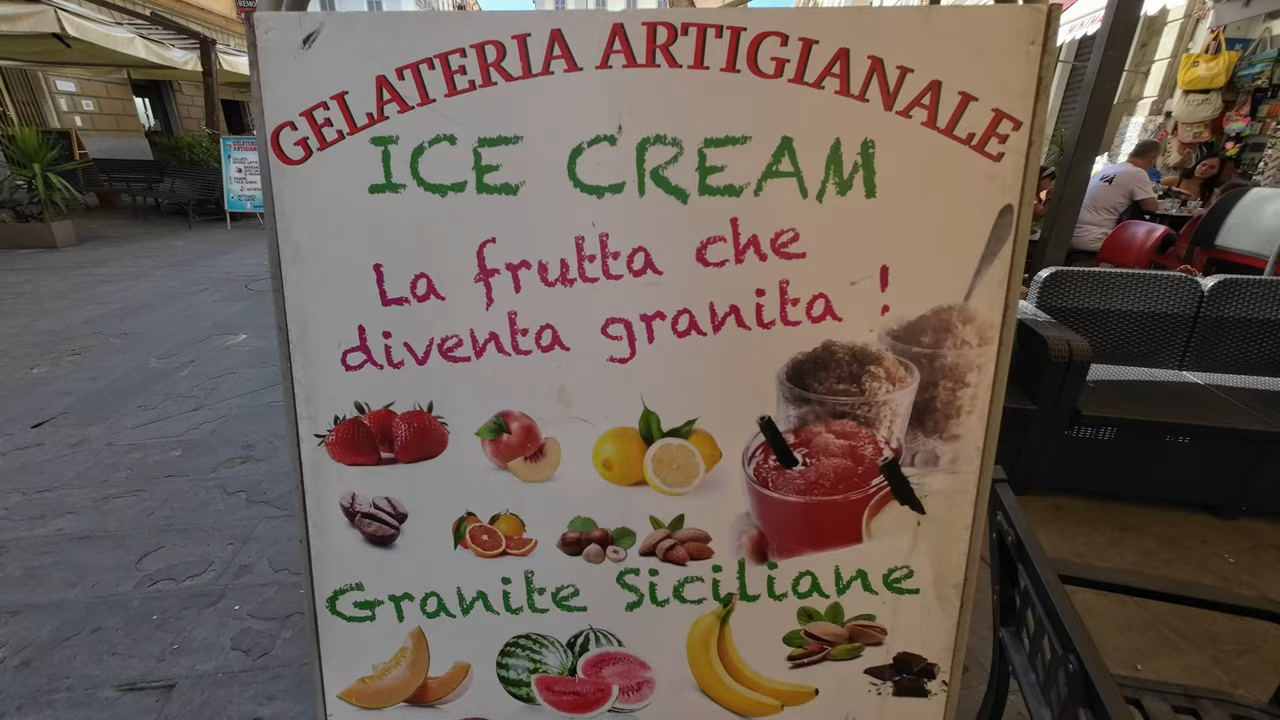 GELATERIA ARTIGIANALE
ICE CREAM
La frutta che
diventa granita !
Granite Siciliane